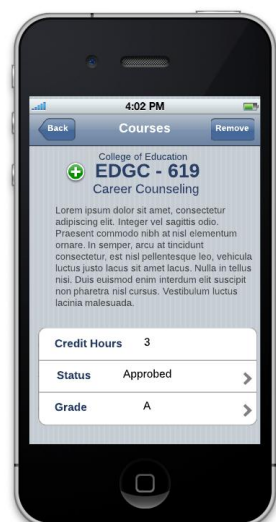 4:02 PM
Back Courses Remove
College of Education
EDGC - 619
Career Counseling
Lorem ipsum dolor sit amet, consectetur
adipiscing elit. Integer vel sagittis odio.
Praesent commodo nibh at nisl elementum
ornare. In semper, arcu at tincidunt
consectetur, est nisl pellentesque leo, vehicula
luctus justo lacus sit amet lacus. Nulla in tellus
nisi. Duis euismod enim interdum elit suscipit
non pharetra nisl cursus. Vestibulum luctus
lacinia malesuada.
Credit Hours 3
Status Approbed
Grade A